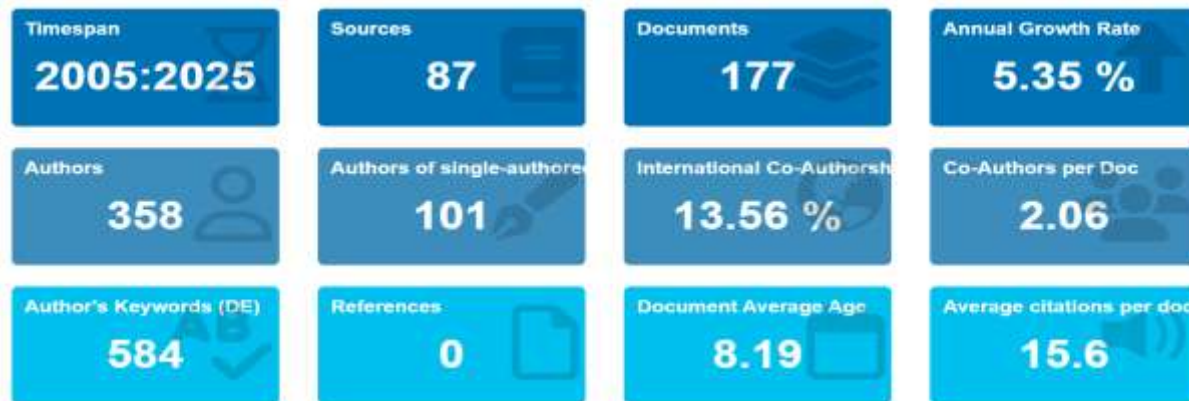 Timespan
2005:2025
Sources
87
Documents
177
Annual Growth Rate
5.35 %
Authors
358
Authors of single-authore
101
International Co-Authorsh
13.56 %
Co-Authors per Doc
2.06
Author's Keywords (DE)
584
AB
References
0
Document Average Age
8.19
Average citations per doc
15.6